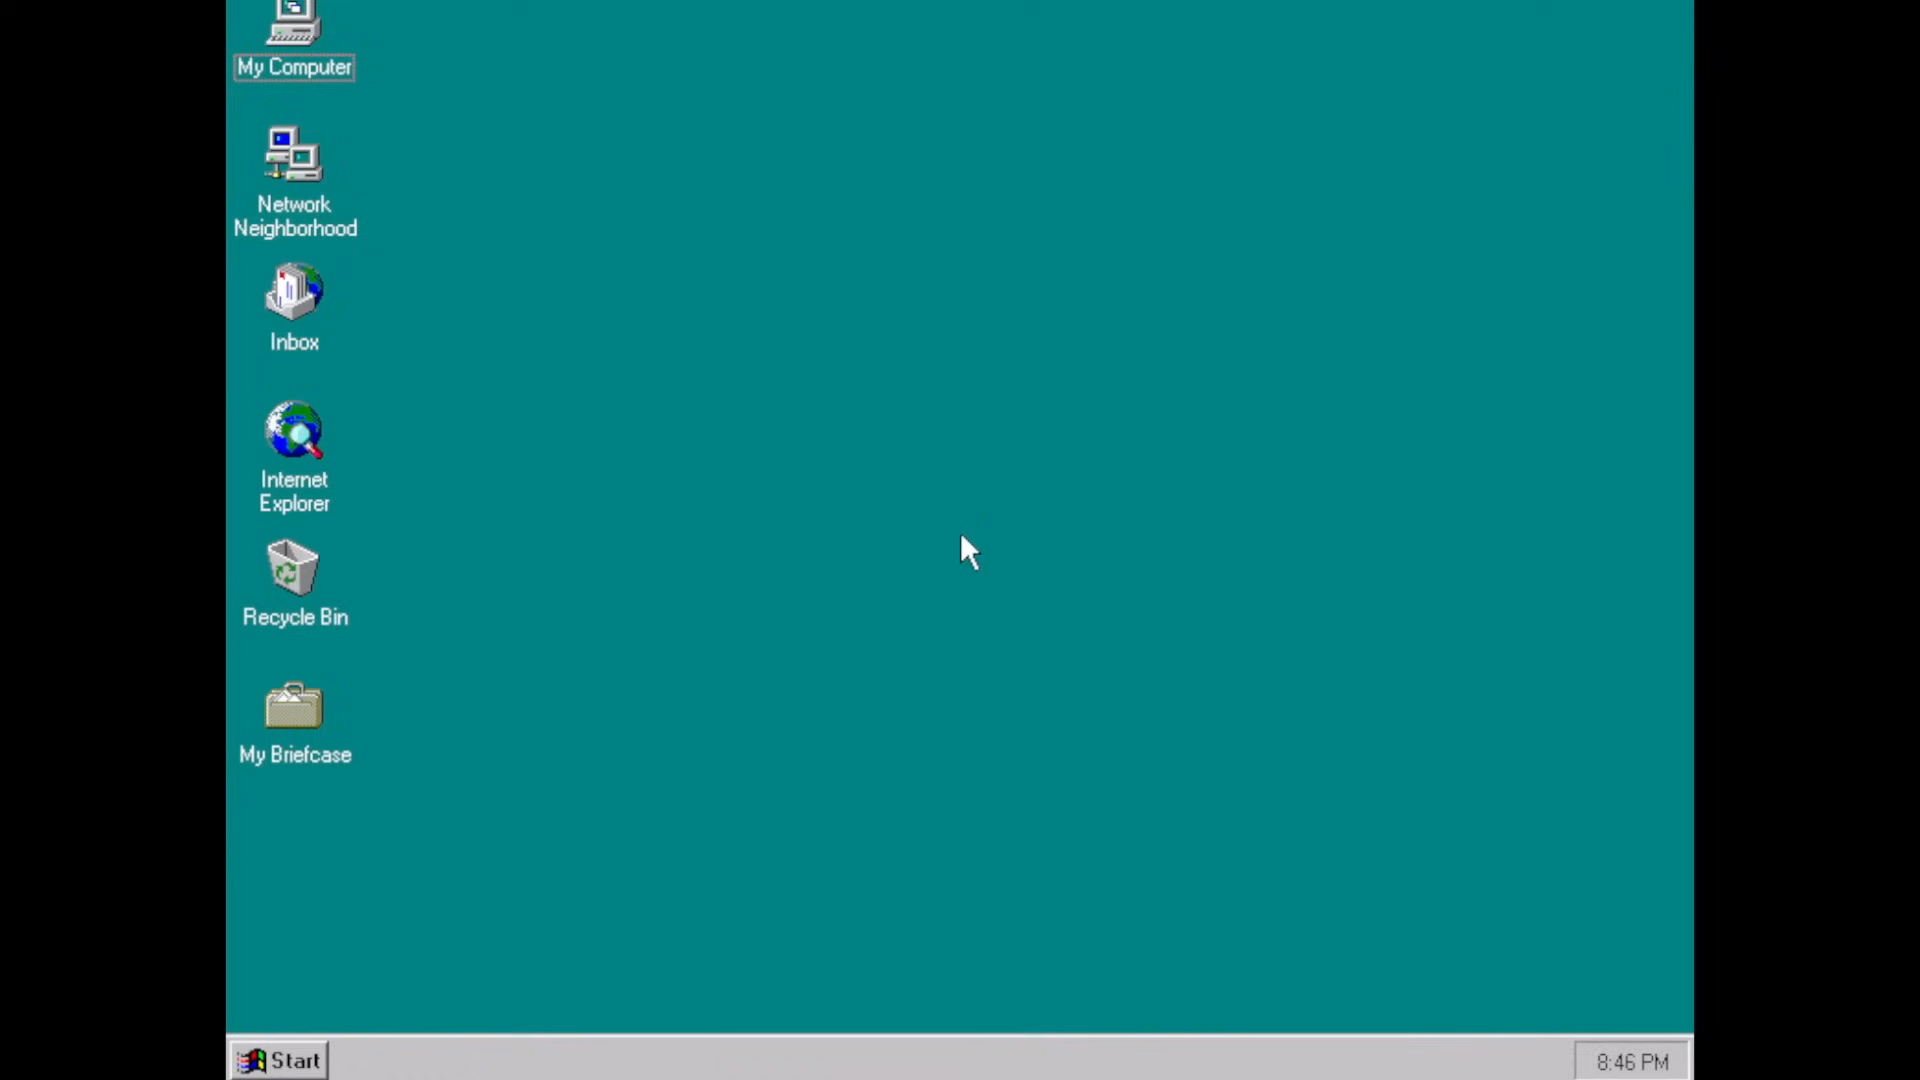 My Computer
Network
Neighborhood
Inbox
Internet
Explorer
Recycle Bin
My Briefcase
Start
8:46 PM